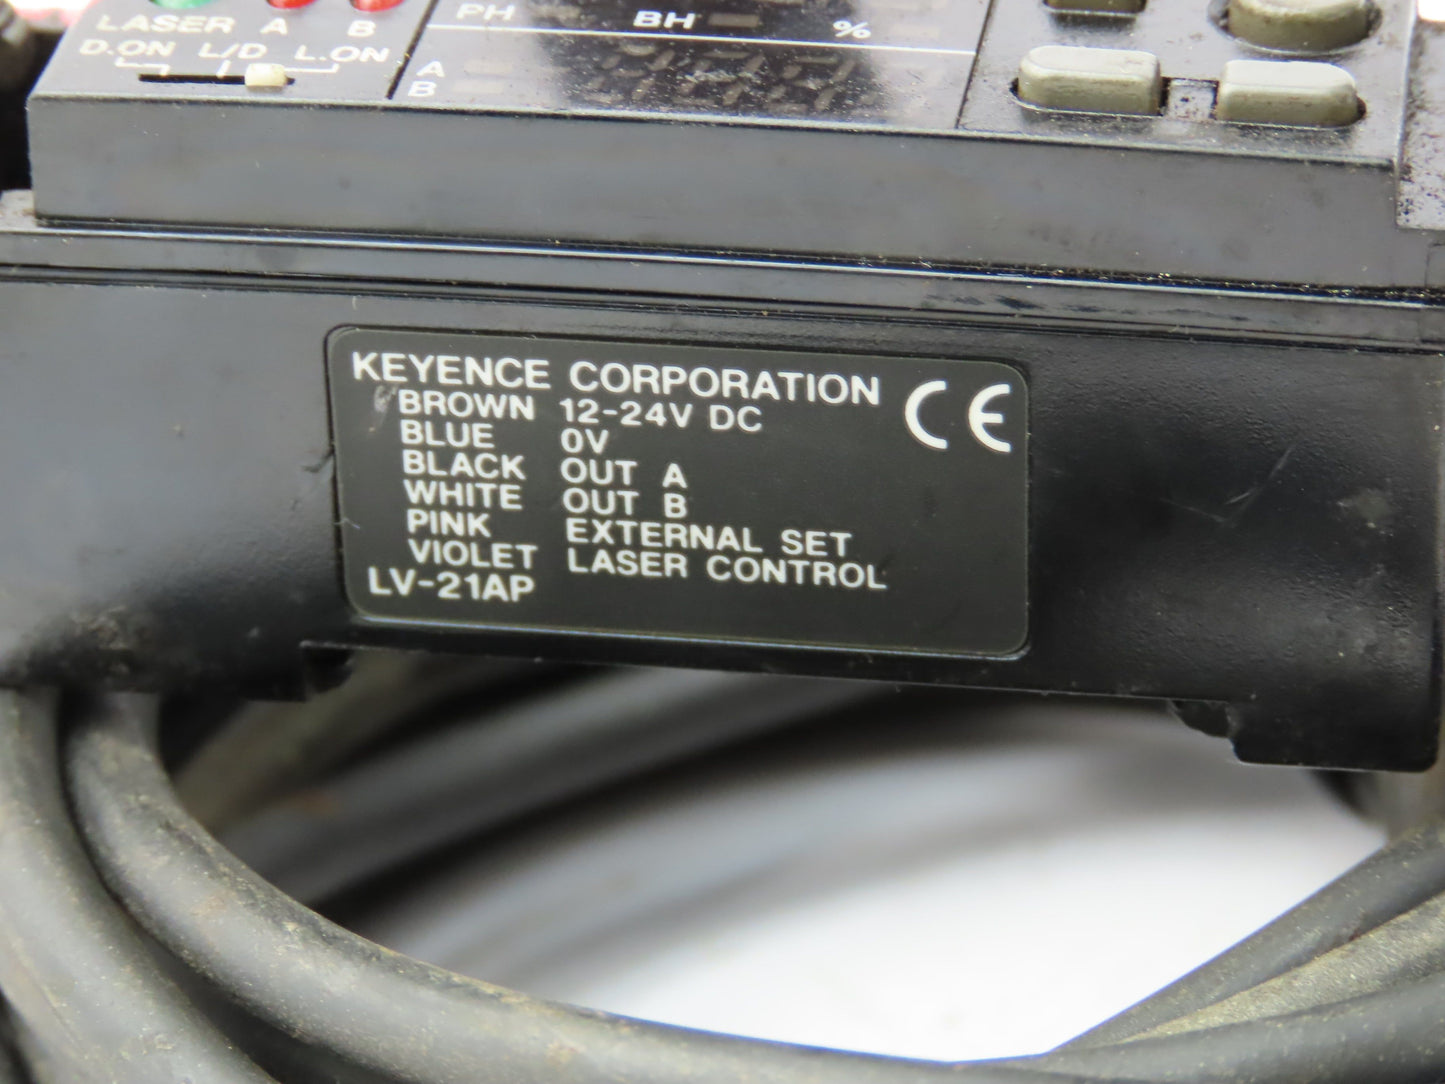 PH BH %
LASER A B
D.ON L/D L.ON
A
B
KEYENCE CORPORATION
BROWN 12-24V DC
BLUE 0V
BLACK OUT A
WHITE OUT B
PINK EXTERNAL SET
VIOLET LASER CONTROL
LV-21AP
CE